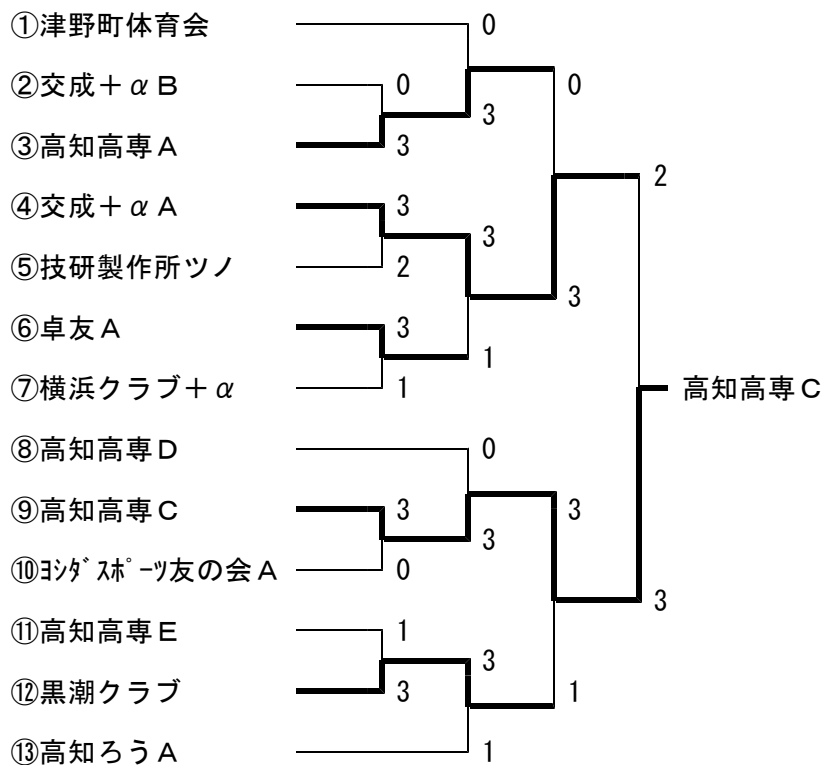 ①津野町体育会 0
②交成＋αB 0 0
3
③高知高専A 3
2
④交成＋αA 3
3
⑤技研製作所ツノ 2
3
⑥卓友A 3
1
⑦横浜クラブ＋α 1
高知高専C
⑧高知高専D 0
⑨高知高専C 3 3
3
⑩ﾖｼﾀﾞｽﾎﾟｰﾂ友の会A 0
3
⑪高知高専E 1
3
⑫黒潮クラブ 3 1
⑬高知ろうA 1